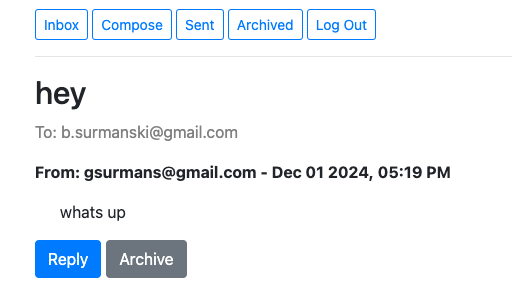 Inbox Compose Sent Archived Log Out
hey
To: b.surmanski@gmail.com
From: gsurmans@gmail.com - Dec 01 2024, 05:19 PM
whats up
Reply Archive